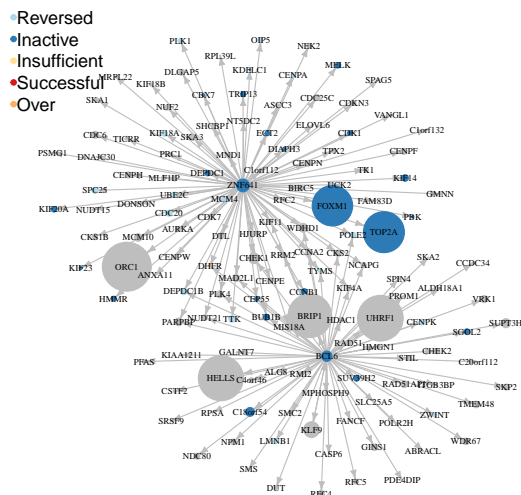 Reversed
Inactive
Insufficient
Successful
Over
PLK1
OIP5
NEK2
RPL39L
MRPL22
DLGAP5
KDELC1
CENPA
MELK
KIF18B
SPAG5
SKA1
CBX7
TRIP13
CDC25C
NUF2
ASCC3
CDKN3
NT5DC2
VANGL1
SHCBP1
ELOVL6
CDC6
TICRR
KIF18A
SKA3
ECT2
CDK1
C1orf132
DIAPH3
TPX2
CENPF
PSMG1
DNAJC30
PRC1
MND1
CENPN
C1orf112
TK1
KIF14
CENPH
MLF1IP
DEPDC1
ZNF641
UCK2
SPC25
UBE2C
BIRC5
GMNN
DONSON
MCM4
RFC2
FAM83D
KIF20A
NUDT15
FOXM1
CDC20
CDK7
PBK
AURKA
KIF11
WDHD1
TOP2A
CKS1B
MCM10
DTL
HJURP
POLE2
CENPW
CHEK1
RRM2
CCNA2
CKS2
SKA2
KIF23
ORC1
DHFR
TYMS
NCAPG
CCDC34
ANXA11
MAD2L1
CENPE
SPIN4
HMMR
DEPDC1B
PLK4
CEP55
CCNB1
KIF4A
PROM1
ALDH18A1
VRK1
PARPBP
NUDT21
TTK
BUB1B
MIS18A
BRIP1
HDAC1
UHRF1
CENPK
SUPT3H
SGOL2
RAD51
HMGN1
KIAA1211
GALNT7
BCL6
CHEK2
PFAS
STIL
C20orf112
HELLS
ALG8
RMI2
C4orf46
SUV39H2
CSTF2
MPHOSPH9
RAD51AP1
ITGB3BP
SKP2
RPSA
SLC25A5
TMEM48
SRSF9
C18orf54
SMC2
ZWINT
KLF9
FANCF
POLR2H
NPM1
LMNB1
WDR67
NDC80
GINS1
ABRACL
CASP6
SMS
RFC5
PDE4DIP
DUT
RFC4